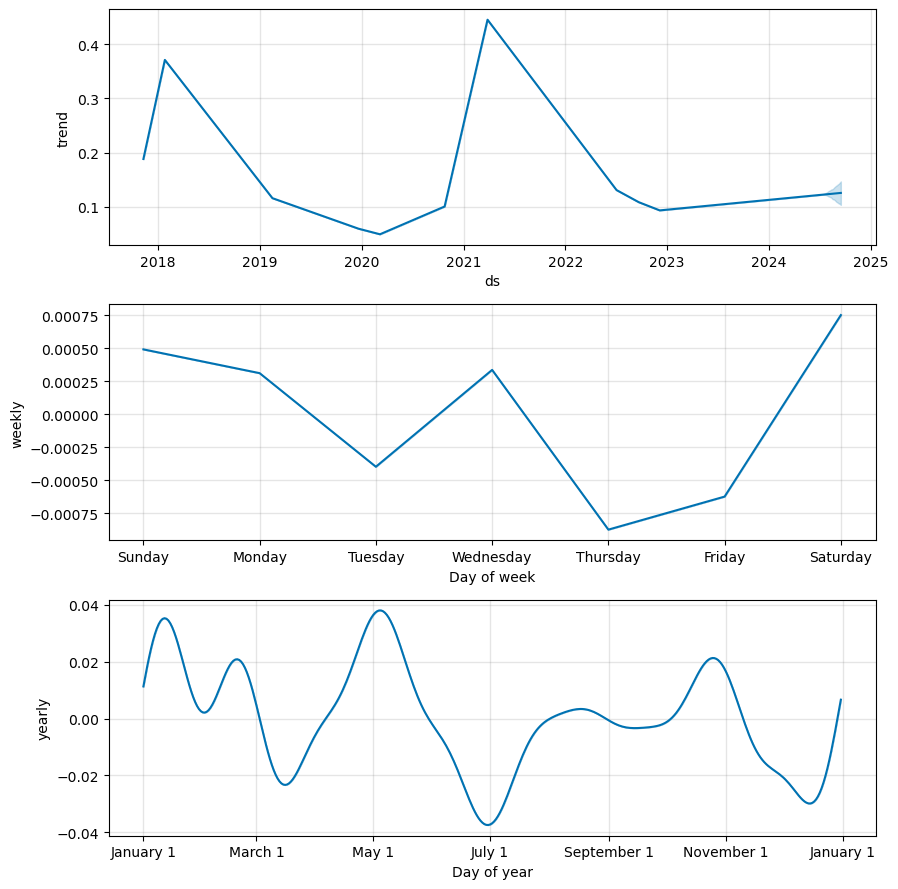 0.4
0.3
0.2
0.1
trend
2018 2019 2020 2021 2022 2023 2024 2025
ds
0.00075
0.00050
0.00025
0.00000
−0.00025
−0.00050
−0.00075
weekly
Sunday Monday Tuesday Wednesday Thursday Friday Saturday
Day of week
0.04
0.02
0.00
−0.02
−0.04
yearly
January 1 March 1 May 1 July 1 September 1 November 1 January 1
Day of year